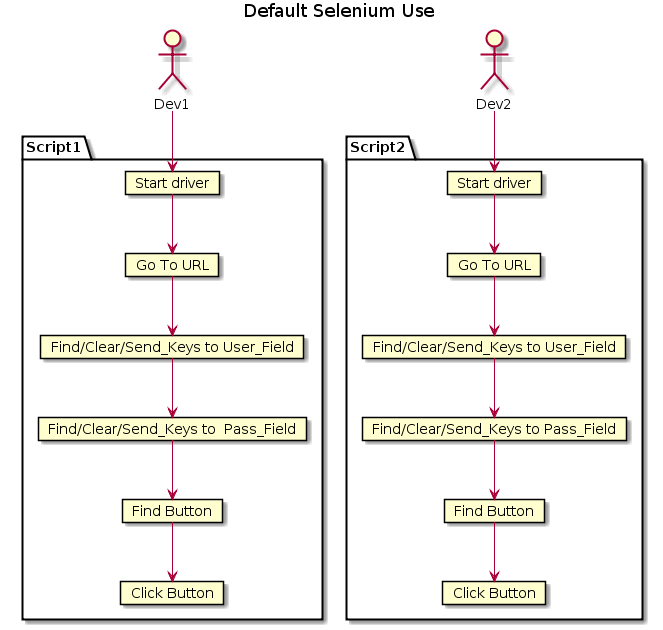 Default Selenium Use
Dev1
Dev2
Script1
Start driver
Go To URL
Find/Clear/Send_Keys to User_Field
Find/Clear/Send_Keys to  Pass_Field
Find Button
Click Button
Script2
Start driver
Go To URL
Find/Clear/Send_Keys to User_Field
Find/Clear/Send_Keys to Pass_Field
Find Button
Click Button